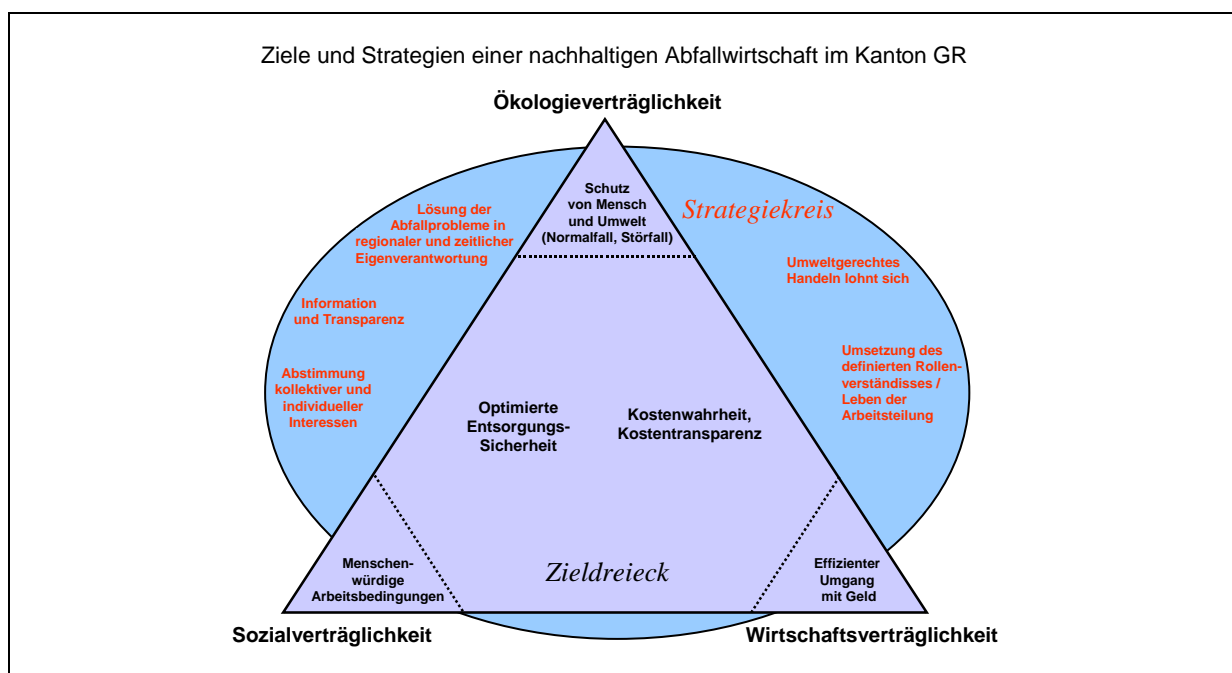 Ziele und Strategien einer nachhaltigen Abfallwirtschaft im Kanton GR
Ökologieverträglichkeit
Schutz
von Mensch
und Umwelt
(Normalfall, Störfall)
Strategiekreis
Lösung der
Abfallprobleme in
regionaler und zeitlicher
Eigenverantwortung
Umweltgerechtes
Handeln lohnt sich
Information
und Transparenz
Umsetzung des
definierten Rollen-
verständisses /
Leben der
Arbeitsteilung
Abstimmung
kollektiver und
individueller
Interessen
Optimierte
Entsorgungs-
Sicherheit
Kostenwahrheit,
Kostentransparenz
Menschen-
würdige
Arbeitsbedingungen
Zieldreieck
Effizienter
Umgang
mit Geld
Sozialverträglichkeit
Wirtschaftsverträglichkeit